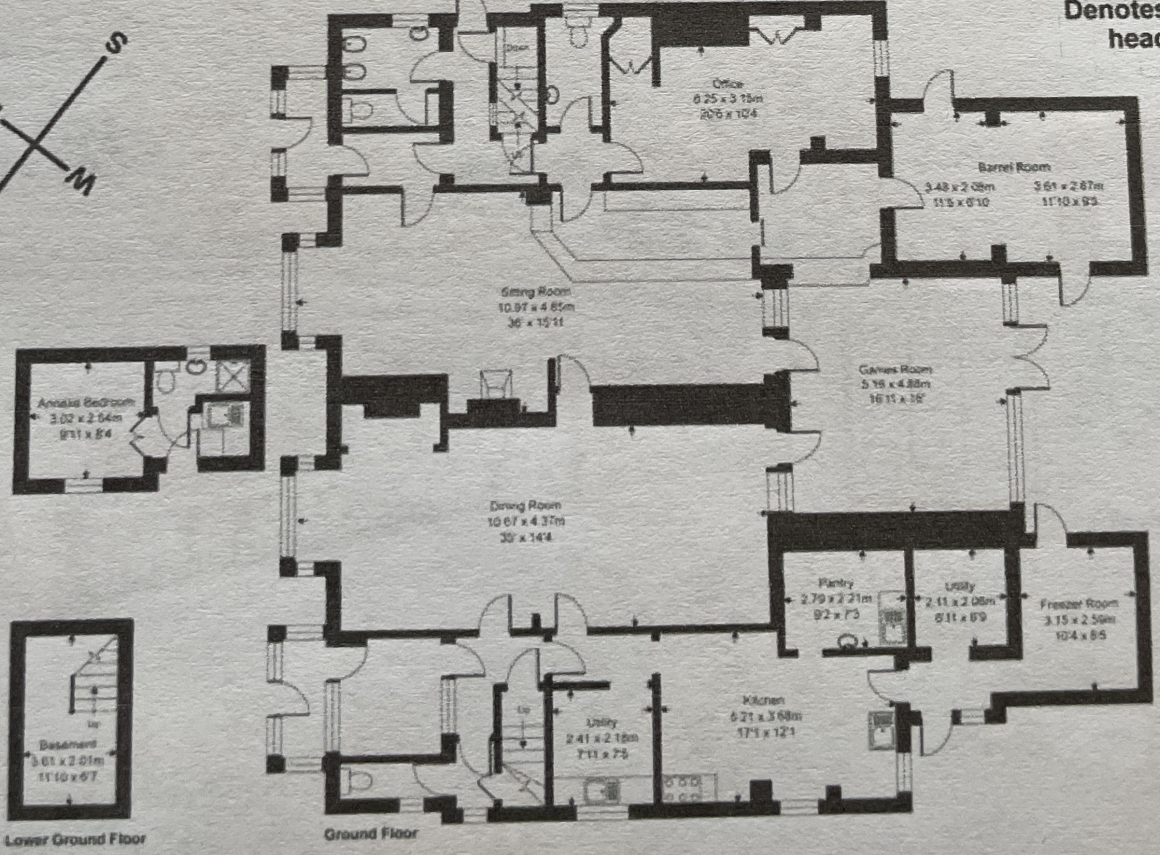 Denotes
head
S
W
Down
Office
6.25 x 3.15m
20'6 x 10'4
Barrel Room
3.48 x 2.08m
11'5 x 6'10
3.61 x 2.87m
11'10 x 9'5
Sitting Room
10.97 x 4.85m
36' x 15'11
Games Room
5.16 x 4.88m
16'11 x 16'
Annexe Bedroom
3.02 x 2.54m
9'11 x 8'4
Dining Room
10.67 x 4.37m
35' x 14'4
Pantry
2.79 x 2.21m
9'2 x 7'3
Utility
2.11 x 2.06m
6'11 x 6'9
Freezer Room
3.15 x 2.59m
10'4 x 8'6
Kitchen
5.21 x 3.68m
17'1 x 12'1
Up
Utility
2.41 x 2.18m
7'11 x 7'5
Up
Basement
3.61 x 2.01m
11'10 x 6'7
Lower Ground Floor
Ground Floor